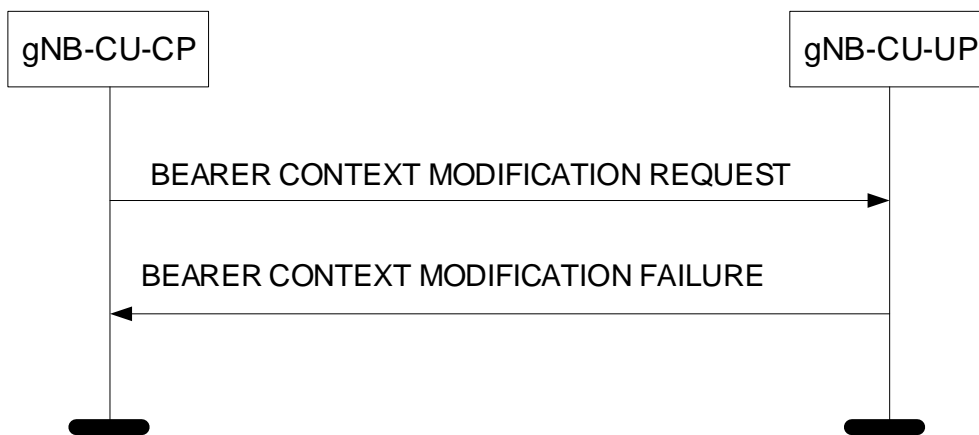 gNB-CU-CP
gNB-CU-UP
BEARER CONTEXT MODIFICATION REQUEST
BEARER CONTEXT MODIFICATION FAILURE